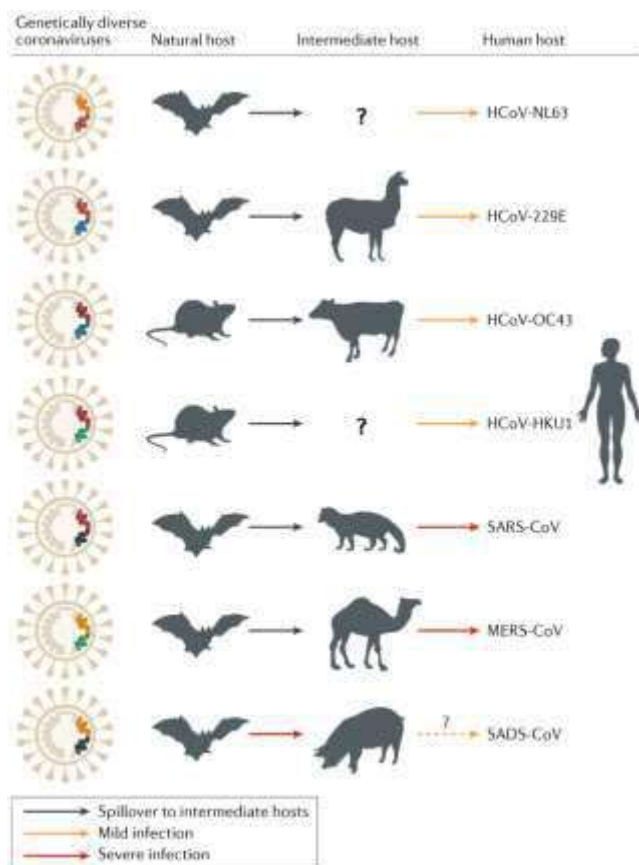 Genetically diverse
coronaviruses Natural host Intermediate host Human host
? HCoV-NL63
HCoV-229E
HCoV-OC43
? HCoV-HKU1
SARS-CoV
MERS-CoV
? SADS-CoV
Spillover to intermediate hosts
Mild infection
Severe infection